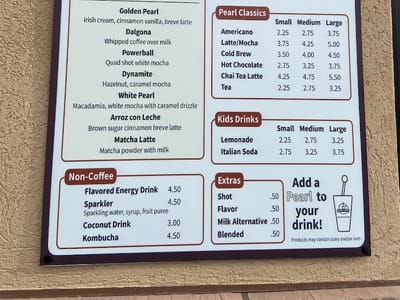 Golden Pearl
Irish cream, cinnamon vanilla, breve latte
Dalgona
Whipped coffee over milk
Powerball
Quad shot white mocha
Dynamite
Hazelnut, caramel mocha
White Pearl
Macadamia, white mocha with caramel drizzle
Arroz con Leche
Brown sugar cinnamon breve latte
Matcha Latte
Matcha powder with milk
Non-Coffee
Flavored Energy Drink 4.50
Sparkler 4.50
Sparkling water, syrup, fruit puree
Coconut Drink 3.00
Kombucha 4.50
Pearl Classics
Small Medium Large
Americano 2.25 2.75 3.75
Latte/Mocha 3.75 4.25 5.00
Cold Brew 3.50 4.00 4.50
Hot Chocolate 2.75 3.25 3.75
Chai Tea Latte 4.25 4.75 5.50
Tea 2.25 2.75 3.25
Kids Drinks
Small Medium Large
Lemonade 2.25 2.75 3.25
Italian Soda 2.75 3.25 3.75
Extras
Shot .50
Flavor .50
Milk Alternative .50
Blended .50
Add a
Pearl to
your
drink!
Products may contain dairy and/or nuts